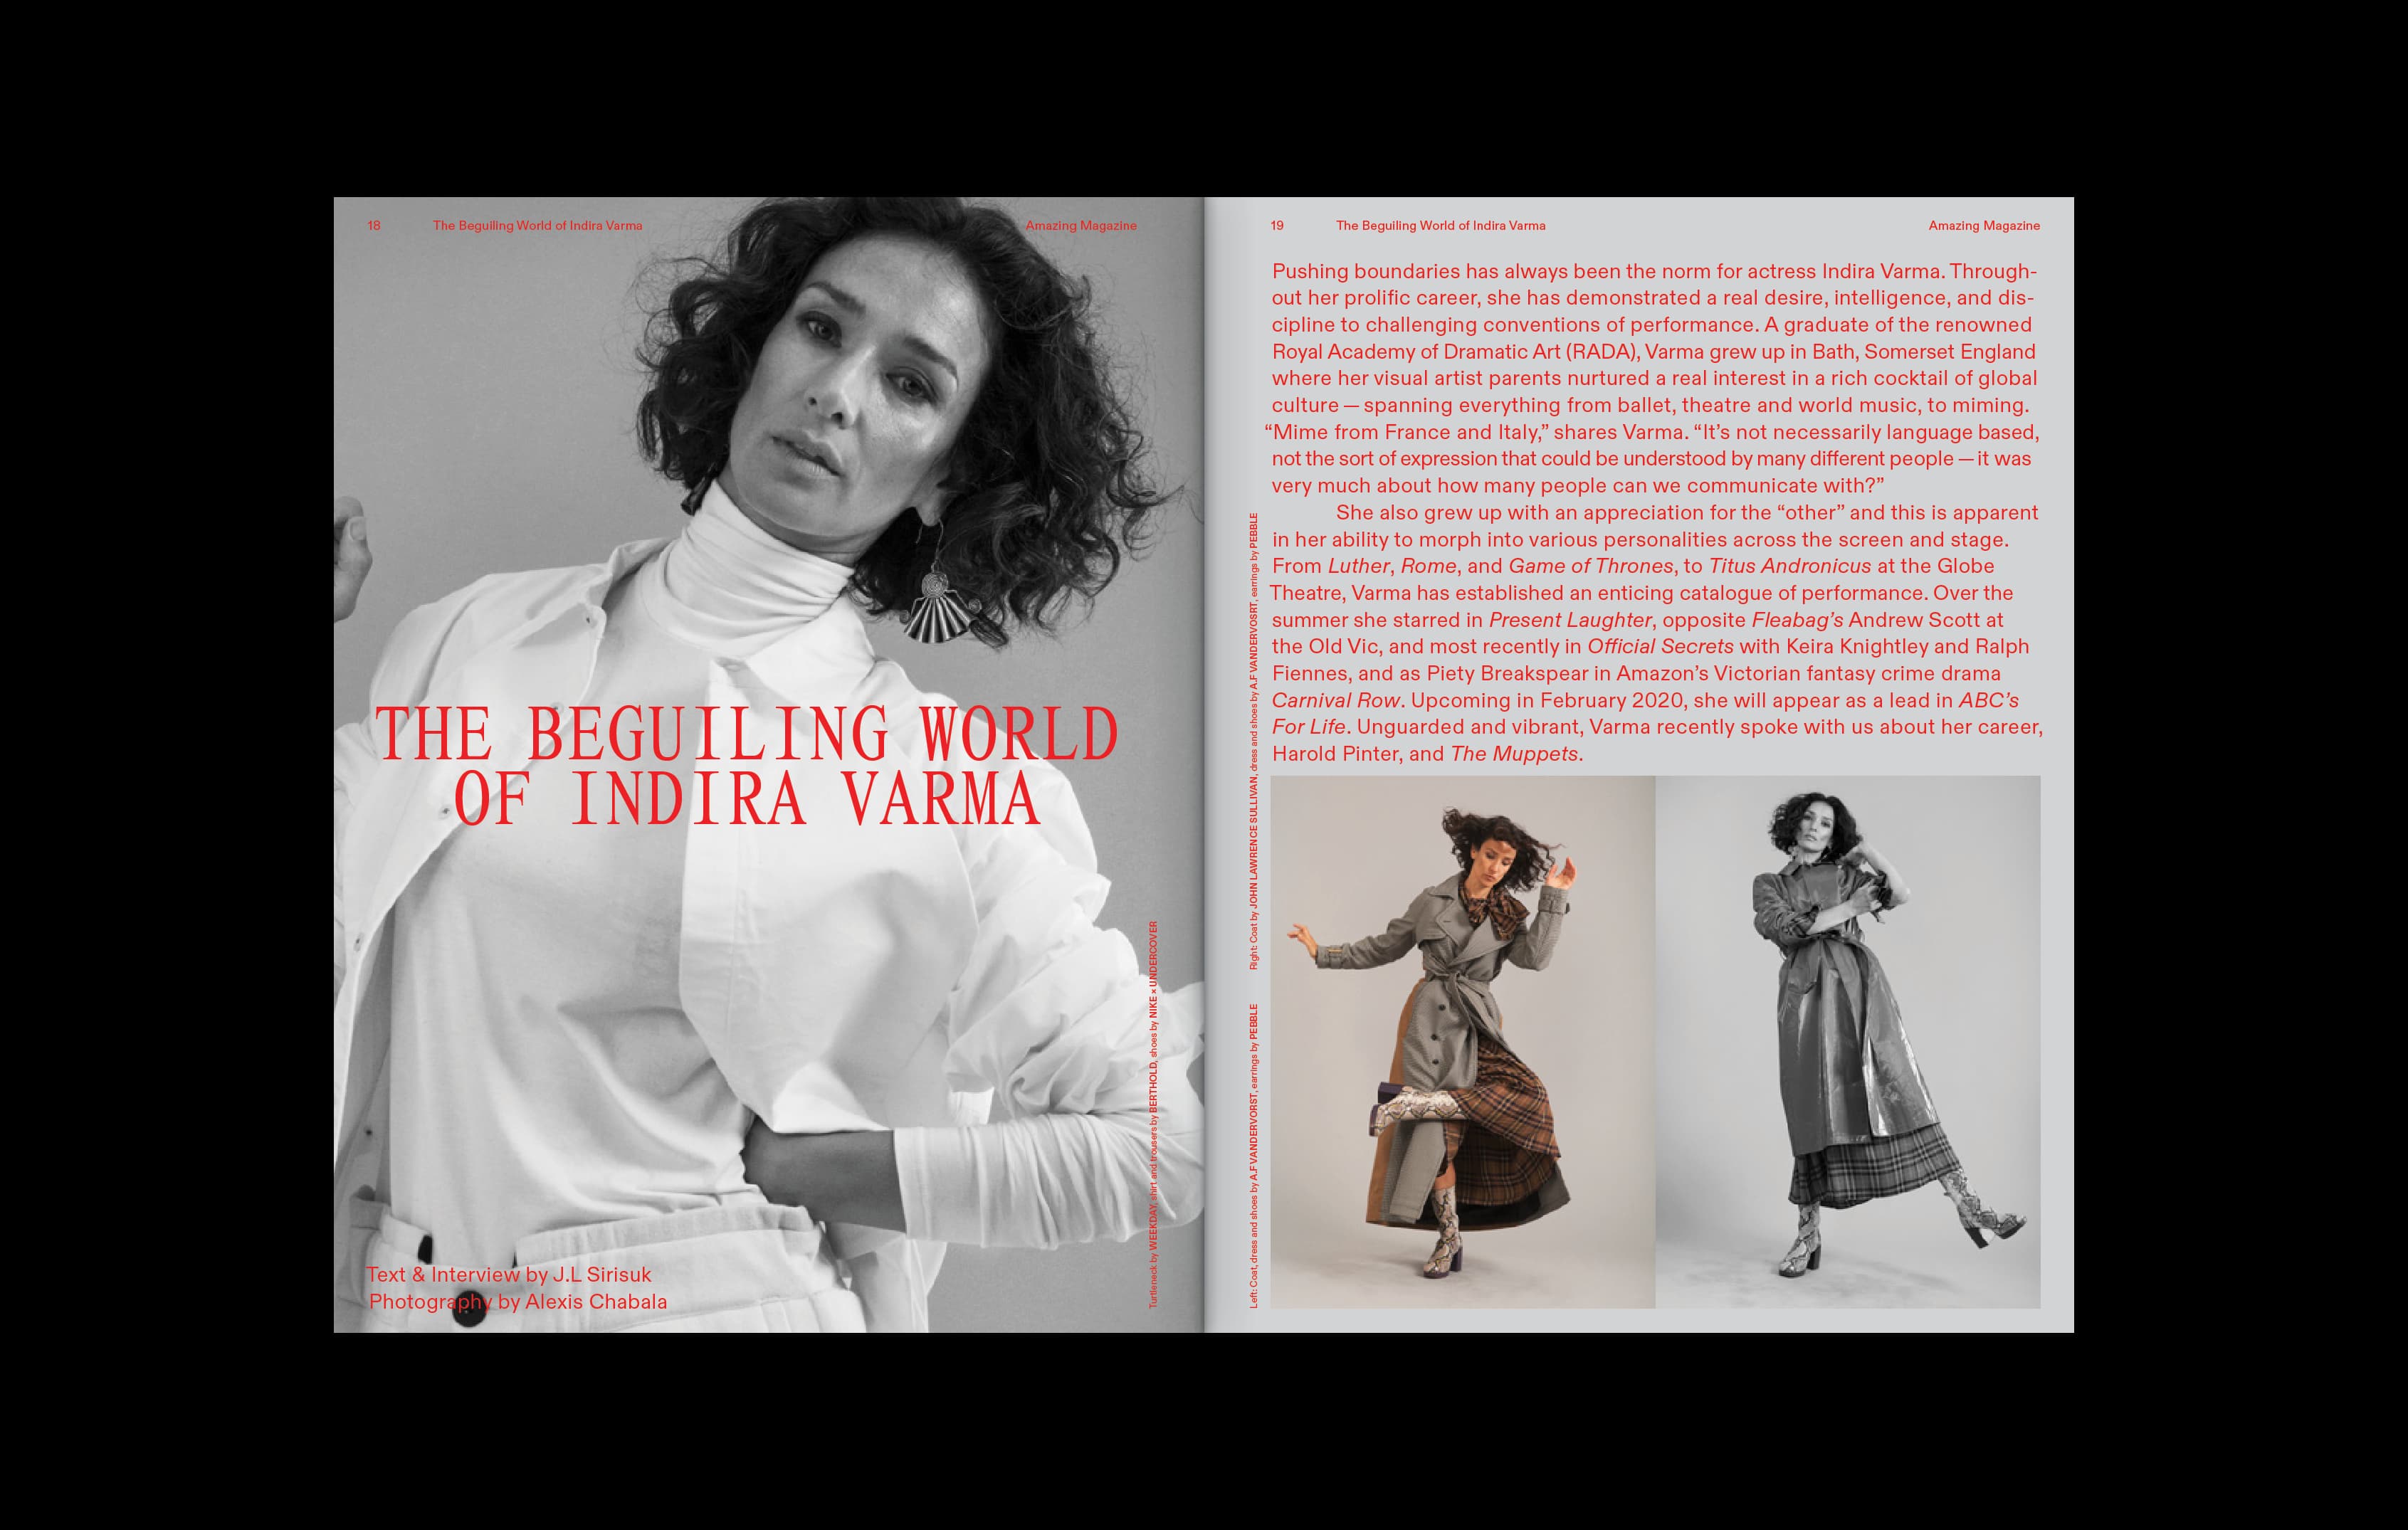 18
The Beguiling World of Indira Varma
Amazing Magazine
THE BEGUILING WORLD
OF INDIRA VARMA
Text & Interview by J.L Sirisuk
Photography by Alexis Chabala
Turtleneck by WEEKDAY, shirt and trousers by BERTHOLD, shoes by NIKE × UNDERCOVER
19
The Beguiling World of Indira Varma
Amazing Magazine
Pushing boundaries has always been the norm for actress Indira Varma. Through-
out her prolific career, she has demonstrated a real desire, intelligence, and dis-
cipline to challenging conventions of performance. A graduate of the renowned
Royal Academy of Dramatic Art (RADA), Varma grew up in Bath, Somerset England
where her visual artist parents nurtured a real interest in a rich cocktail of global
culture — spanning everything from ballet, theatre and world music, to miming.
“Mime from France and Italy,” shares Varma. “It’s not necessarily language based,
not the sort of expression that could be understood by many different people — it was
very much about how many people can we communicate with?”
She also grew up with an appreciation for the “other” and this is apparent
in her ability to morph into various personalities across the screen and stage.
From Luther, Rome, and Game of Thrones, to Titus Andronicus at the Globe
Theatre, Varma has established an enticing catalogue of performance. Over the
summer she starred in Present Laughter, opposite Fleabag’s Andrew Scott at
the Old Vic, and most recently in Official Secrets with Keira Knightley and Ralph
Fiennes, and as Piety Breakspear in Amazon’s Victorian fantasy crime drama
Carnival Row. Upcoming in February 2020, she will appear as a lead in ABC’s
For Life. Unguarded and vibrant, Varma recently spoke with us about her career,
Harold Pinter, and The Muppets.
Left: Coat, dress and shoes by A.F VANDERVORST, earrings by PEBBLE
Right: Coat by JOHN LAWRENCE SULLIVAN, dress and shoes by A.F VANDERVOSRT, earrings by PEBBLE